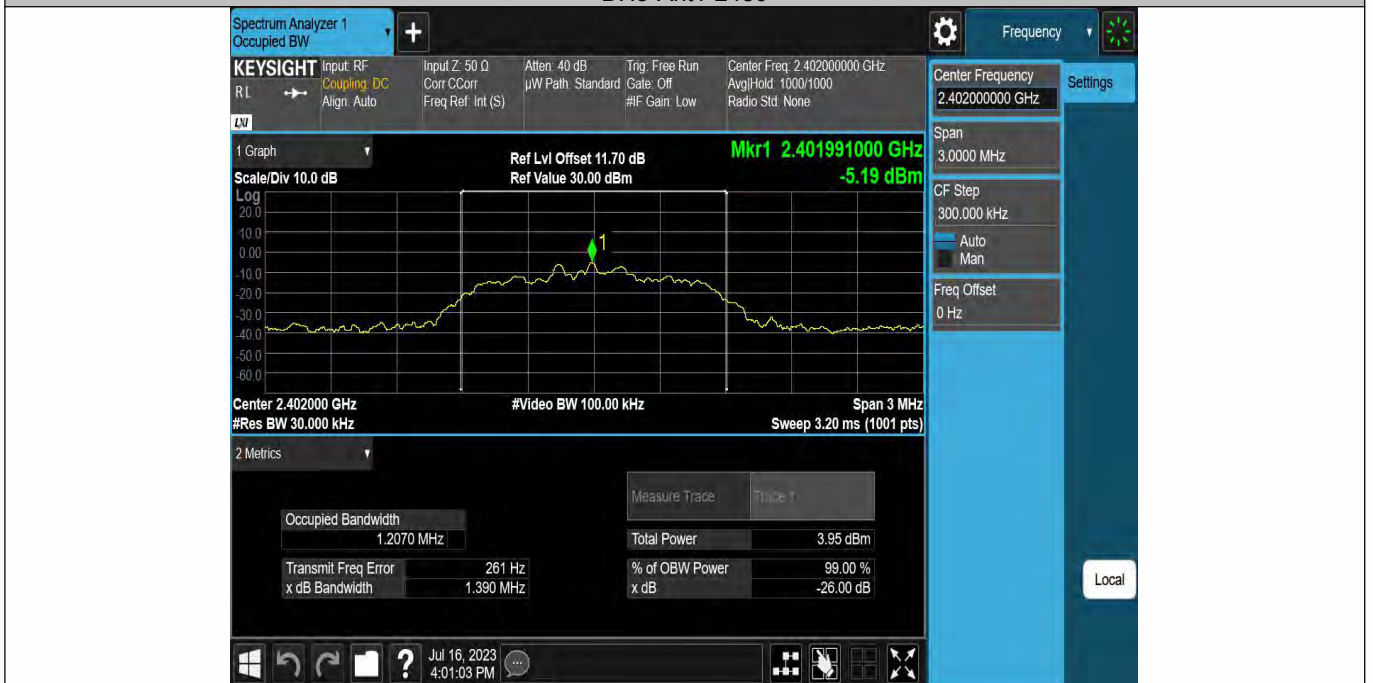 Spectrum Analyzer 1
Occupied BW
Frequency
KEYSIGHT
RL
LXI
Input: RF
Coupling: DC
Align: Auto
Input Z: 50 Ω
Corr CCorr
Freq Ref: Int (S)
Atten: 40 dB
µW Path: Standard
Trig: Free Run
Gate: Off
#IF Gain: Low
Center Freq: 2.402000000 GHz
Avg|Hold: 1000/1000
Radio Std: None
Center Frequency
2.402000000 GHz
Settings
Span
3.0000 MHz
CF Step
300.000 kHz
Auto
Man
Freq Offset
0 Hz
Local
1 Graph
Scale/Div 10.0 dB
Ref Lvl Offset 11.70 dB
Ref Value 30.00 dBm
Mkr1 2.401991000 GHz
-5.19 dBm
Log
20.0
10.0
0.00
-10.0
-20.0
-30.0
-40.0
-50.0
-60.0
1
Center 2.402000 GHz
#Res BW 30.000 kHz
#Video BW 100.00 kHz
Span 3 MHz
Sweep 3.20 ms (1001 pts)
2 Metrics
Measure Trace
Trace 1
Occupied Bandwidth
1.2070 MHz
Total Power 3.95 dBm
Transmit Freq Error 261 Hz
% of OBW Power 99.00 %
x dB Bandwidth 1.390 MHz
x dB -26.00 dB
?
Jul 16, 2023
4:01:03 PM